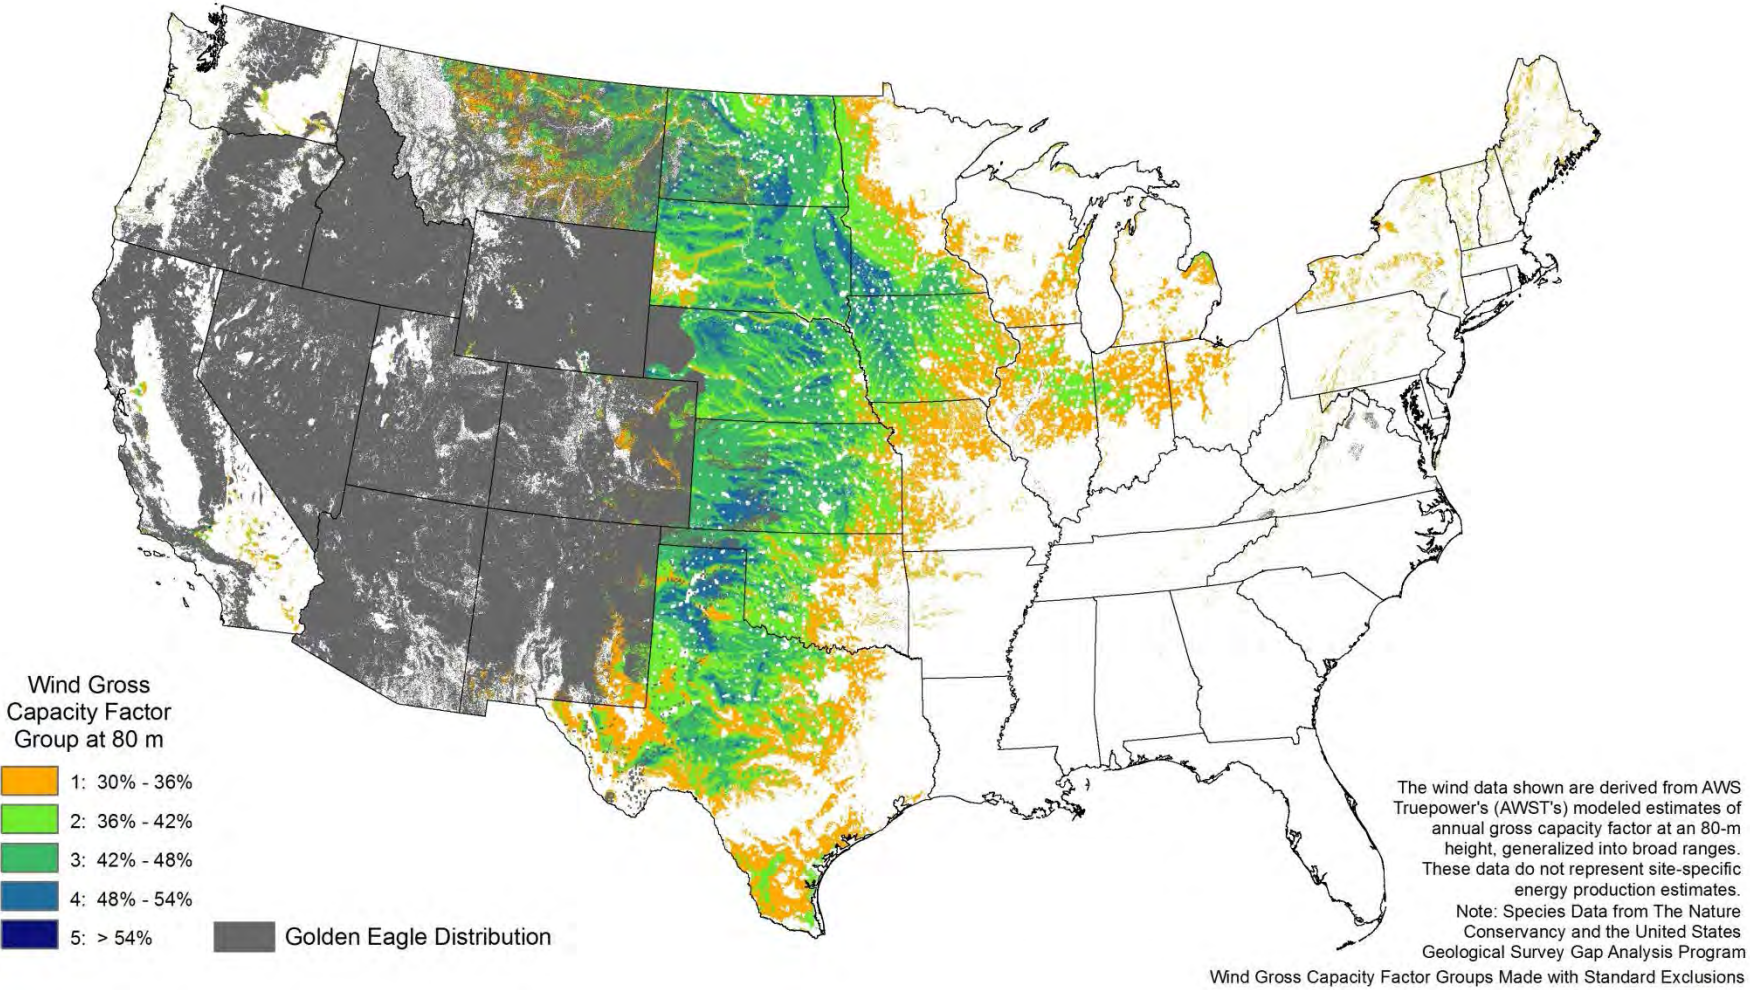 Wind Gross
Capacity Factor
Group at 80 m
1: 30% - 36%
2: 36% - 42%
3: 42% - 48%
4: 48% - 54%
5: > 54%
Golden Eagle Distribution
The wind data shown are derived from AWS
Truepower's (AWST's) modeled estimates of
annual gross capacity factor at an 80-m
height, generalized into broad ranges.
These data do not represent site-specific
energy production estimates.
Note: Species Data from The Nature
Conservancy and the United States
Geological Survey Gap Analysis Program
Wind Gross Capacity Factor Groups Made with Standard Exclusions